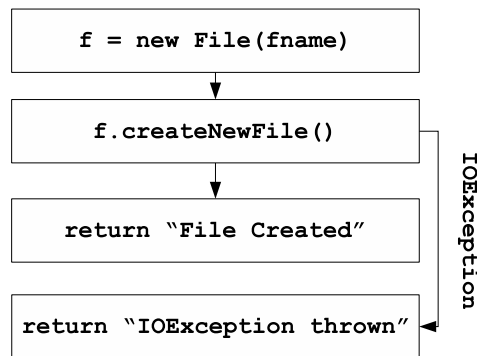 f = new File(fname)
f.createNewFile()
IOException
return “File Created”
return “IOException thrown”